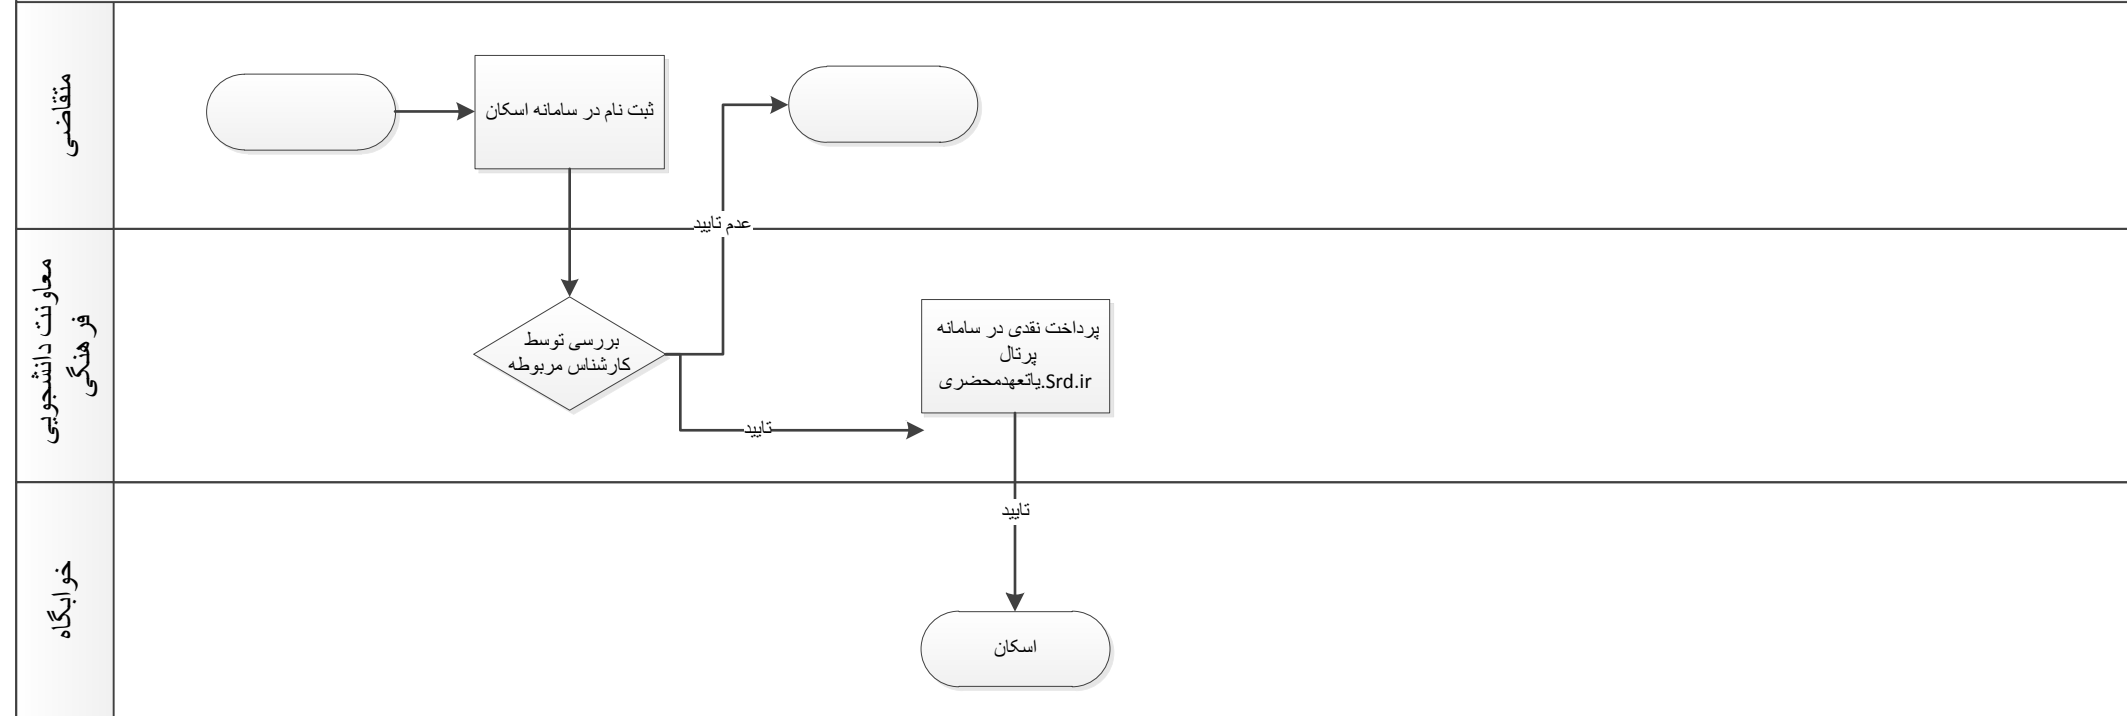 متقاضی
ثبت نام در سامانه اسکان
عدم تایید
معاونت دانشجویی
فرهنگی
بررسی توسط
کارشناس مربوطه
تایید
پرداخت نقدی در سامانه
پرتال
Srd.ir.یاتعهدمحضری
خوابگاه
تایید
اسکان